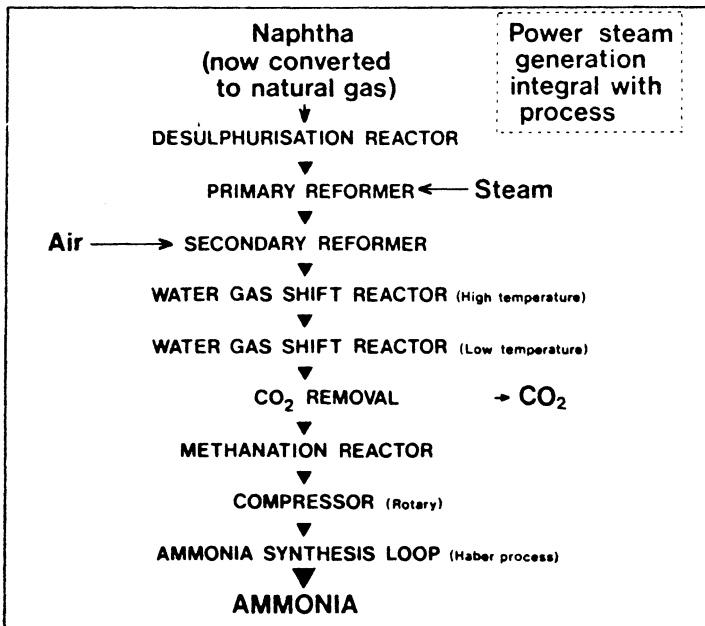 Naphtha
(now converted
to natural gas)
Power steam
generation
integral with
process
DESULPHURISATION REACTOR
PRIMARY REFORMER
Steam
Air
SECONDARY REFORMER
WATER GAS SHIFT REACTOR (High temperature)
WATER GAS SHIFT REACTOR (Low temperature)
CO₂ REMOVAL
CO₂
METHANATION REACTOR
COMPRESSOR (Rotary)
AMMONIA SYNTHESIS LOOP (Haber process)
AMMONIA